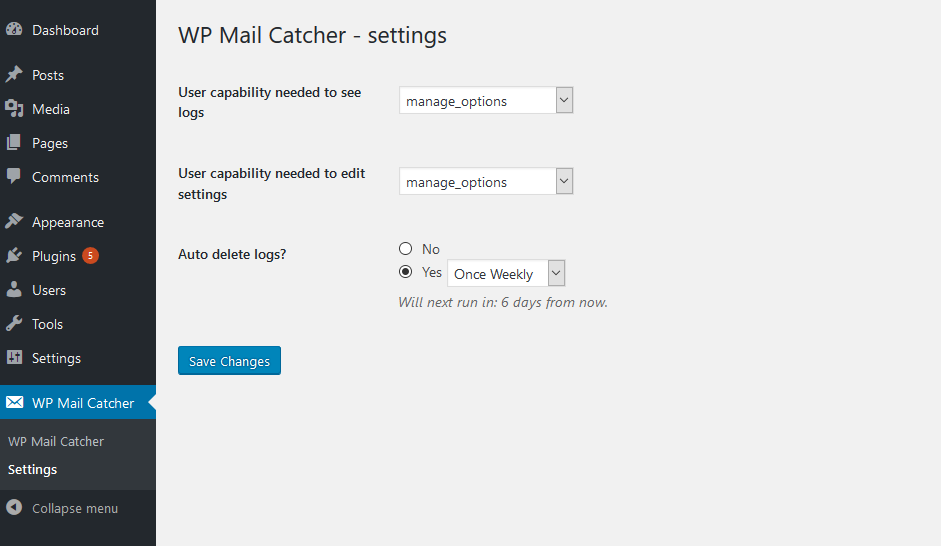 Dashboard
Posts
Media
Pages
Comments
Appearance
Plugins 5
Users
Tools
Settings
WP Mail Catcher
WP Mail Catcher
Settings
Collapse menu
WP Mail Catcher - settings
User capability needed to see
logs
manage_options
User capability needed to edit
settings
manage_options
Auto delete logs?
No
Yes Once Weekly
Will next run in: 6 days from now.
Save Changes